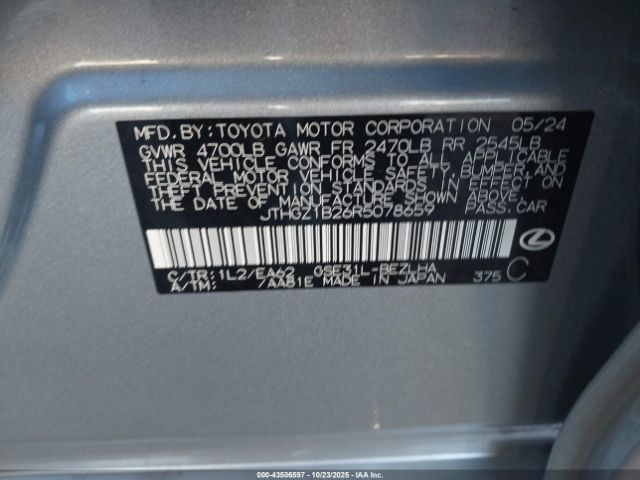 MFD. BY: TOYOTA MOTOR CORPORATION 05/24
GVWR 4700LB GAWR FR 2470LB RR 2545LB
THIS VEHICLE CONFORMS TO ALL APPLICABLE
FEDERAL MOTOR VEHICLE SAFETY, BUMPER, AND
THEFT PREVENTION STANDARDS IN EFFECT ON
THE DATE OF MANUFACTURE SHOWN ABOVE.
JTHGZ1B26R5078659 PASS. CAR
C/TR: 1L2/EA62 GSE31L-BEZLHA
A/TM: /AA81E MADE IN JAPAN 375 C
000-43506597 - 10/23/2025 - IAA Inc.